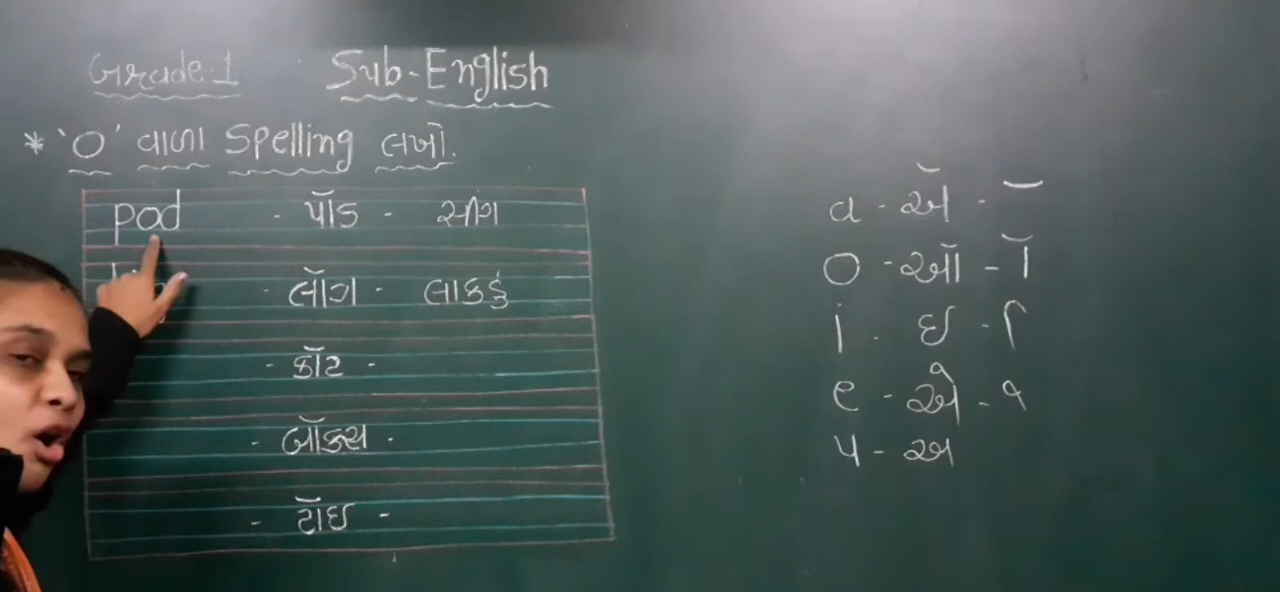 Grade:1 Sub-English
* 'O' વાળા Spelling લખો.
pod - પૉડ - સીંગ
- લૉગ - લાકડું
- કૉટ -
- બૉક્સ -
- ટૉઇ -
a - ઍ - ૅ
o - ઑ - ૉ
i - ઇ - િ
e - એ - ે
u - અ